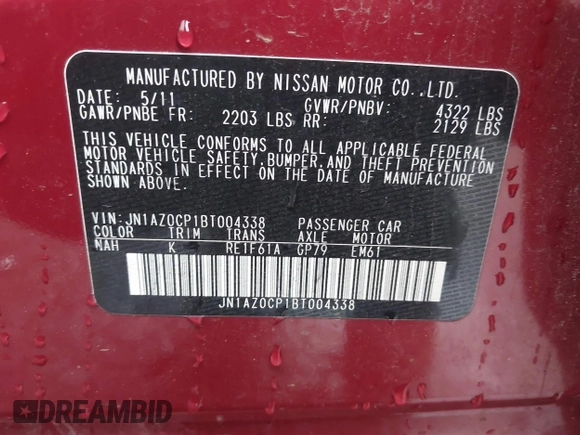 MANUFACTURED BY NISSAN MOTOR CO.,LTD.
DATE: 5/11 GVWR/PNBV: 4322 LBS
GAWR/PNBE FR: 2203 LBS RR: 2129 LBS
THIS VEHICLE CONFORMS TO ALL APPLICABLE FEDERAL
MOTOR VEHICLE SAFETY,BUMPER,AND THEFT PREVENTION
STANDARDS IN EFFECT ON THE DATE OF MANUFACTURE
SHOWN ABOVE.
VIN:JN1AZ0CP1BT004338 PASSENGER CAR
COLOR TRIM TRANS AXLE MOTOR
NAH K RE1F61A GP79 EM61
JN1AZ0CP1BT004338
DREAMBID